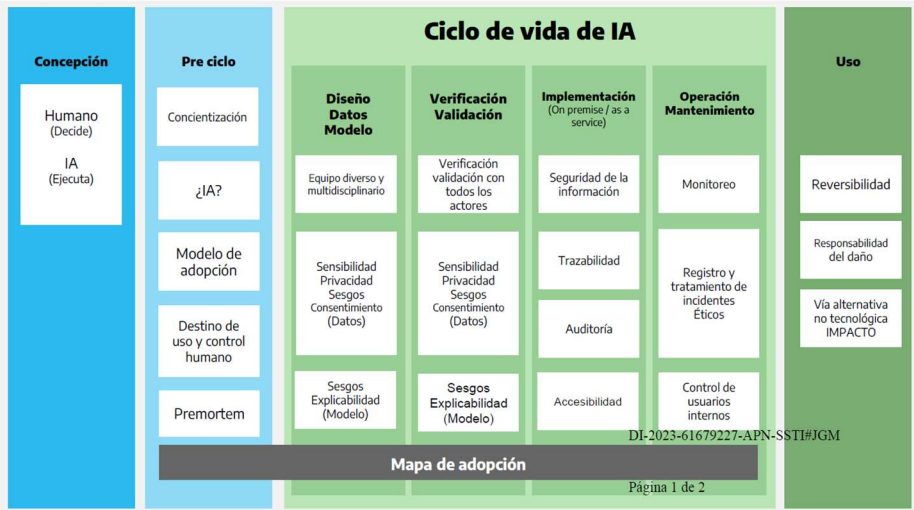 Ciclo de vida de IA
Concepción
Humano
(Decide)
IA
(Ejecuta)
Pre ciclo
Concientización
¿IA?
Modelo de
adopción
Destino de
uso y control
humano
Premortem
Diseño
Datos
Modelo
Equipo diverso y
multidisciplinario
Sensibilidad
Privacidad
Sesgos
Consentimiento
(Datos)
Sesgos
Explicabilidad
(Modelo)
Verificación
Validación
Verificación
validación con
todos los
actores
Sensibilidad
Privacidad
Sesgos
Consentimiento
(Datos)
Sesgos
Explicabilidad
(Modelo)
Implementación
(On premise / as a
service)
Seguridad de la
información
Trazabilidad
Auditoría
Accesibilidad
Operación
Mantenimiento
Monitoreo
Registro y
tratamiento de
incidentes
Éticos
Control de
usuarios
internos
Uso
Reversibilidad
Responsabilidad
del daño
Vía alternativa
no tecnológica
IMPACTO
DI-2023-61679227-APN-SSTI#JGM
Mapa de adopción
Página 1 de 2